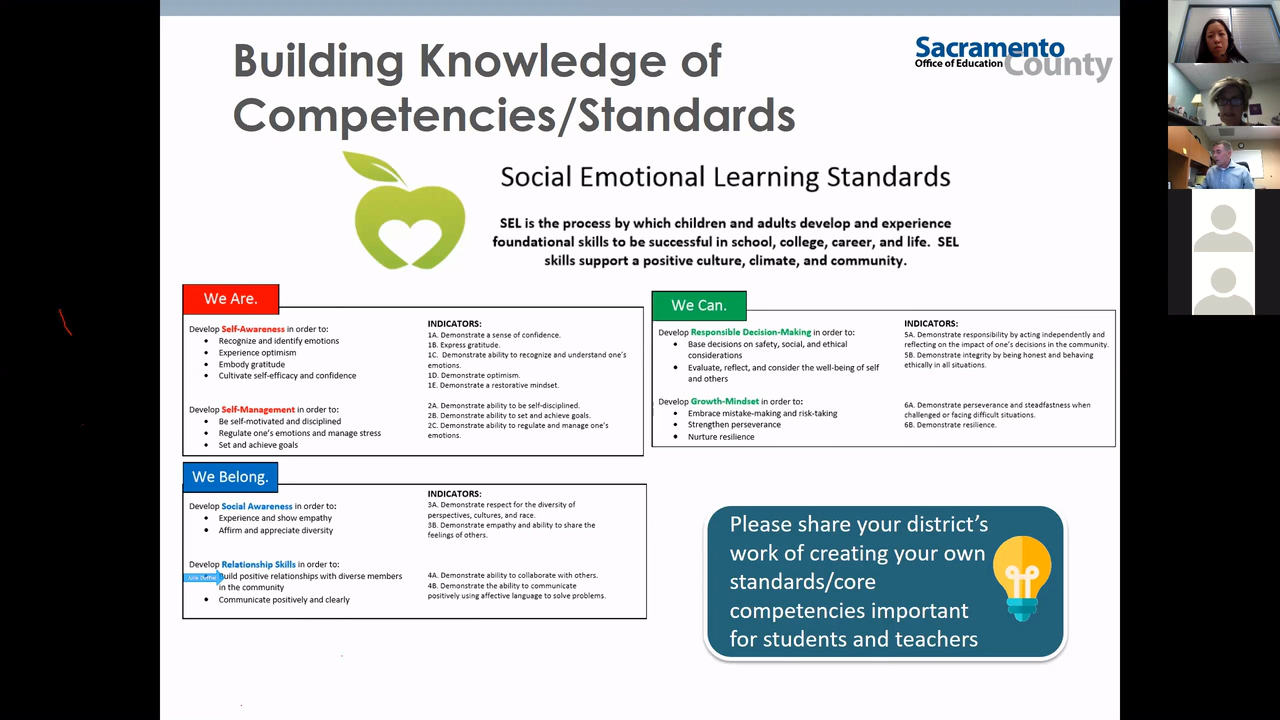 Building Knowledge of
Competencies/Standards
Sacramento
Office of Education
County
Social Emotional Learning Standards
SEL is the process by which children and adults develop and experience
foundational skills to be successful in school, college, career, and life. SEL
skills support a positive culture, climate, and community.
We Are.
Develop Self-Awareness in order to:
• Recognize and identify emotions
• Experience optimism
• Embody gratitude
• Cultivate self-efficacy and confidence
Develop Self-Management in order to:
• Be self-motivated and disciplined
• Regulate one's emotions and manage stress
• Set and achieve goals
INDICATORS:
1A. Demonstrate a sense of confidence.
1B. Express gratitude.
1C. Demonstrate ability to recognize and understand one's
emotions.
1D. Demonstrate optimism.
1E. Demonstrate a restorative mindset.
2A. Demonstrate ability to be self-disciplined.
2B. Demonstrate ability to set and achieve goals.
2C. Demonstrate ability to regulate and manage one's
emotions.
We Can.
Develop Responsible Decision-Making in order to:
• Base decisions on safety, social, and ethical
considerations
• Evaluate, reflect, and consider the well-being of self
and others
Develop Growth-Mindset in order to:
• Embrace mistake-making and risk-taking
• Strengthen perseverance
• Nurture resilience
INDICATORS:
5A. Demonstrate responsibility by acting independently and
reflecting on the impact of one's decisions in the community.
5B. Demonstrate integrity by being honest and behaving
ethically in all situations.
6A. Demonstrate perseverance and steadfastness when
challenged or facing difficult situations.
6B. Demonstrate resilience.
We Belong.
Develop Social Awareness in order to:
• Experience and show empathy
• Affirm and appreciate diversity
Develop Relationship Skills in order to:
Build positive relationships with diverse members
in the community
• Communicate positively and clearly
INDICATORS:
3A. Demonstrate respect for the diversity of
perspectives, cultures, and race.
3B. Demonstrate empathy and ability to share the
feelings of others.
4A. Demonstrate ability to collaborate with others.
4B. Demonstrate the ability to communicate
positively using affective language to solve problems.
Please share your district's
work of creating your own
standards/core
competencies important
for students and teachers